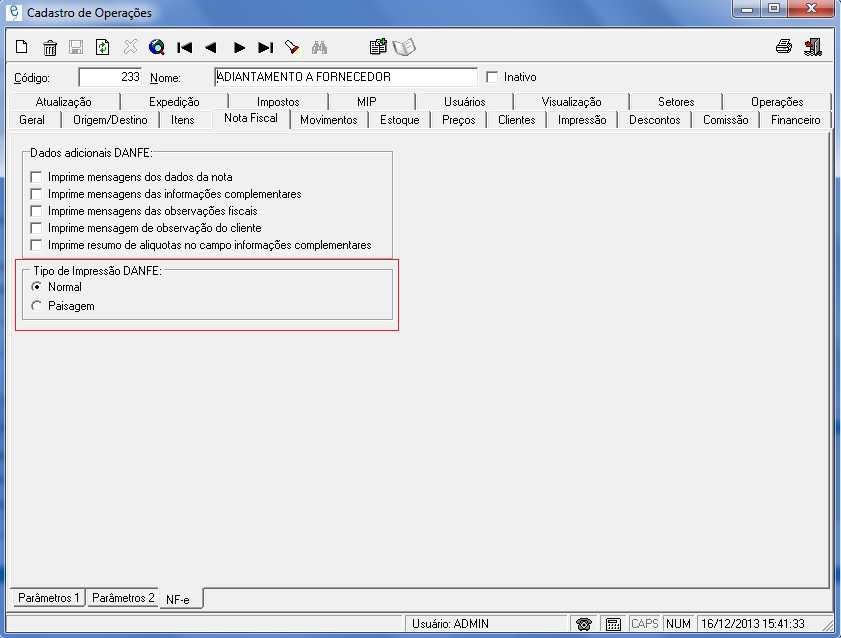 Cadastro de Operações
Código: 233 Nome: ADIANTAMENTO A FORNECEDOR Inativo
Atualização Expedição Impostos MIP Usuários Visualização Setores Operações
Geral Origem/Destino Itens Nota Fiscal Movimentos Estoque Preços Clientes Impressão Descontos Comissão Financeiro
Dados adicionais DANFE:
Imprime mensagens dos dados da nota
Imprime mensagens das informações complementares
Imprime mensagens das observações fiscais
Imprime mensagem de observação do cliente
Imprime resumo de aliquotas no campo informações complementares
Tipo de Impressão DANFE:
Normal
Paisagem
Parâmetros 1 Parâmetros 2 NF-e
Usuário: ADMIN CAPS NUM 16/12/2013 15:41:33